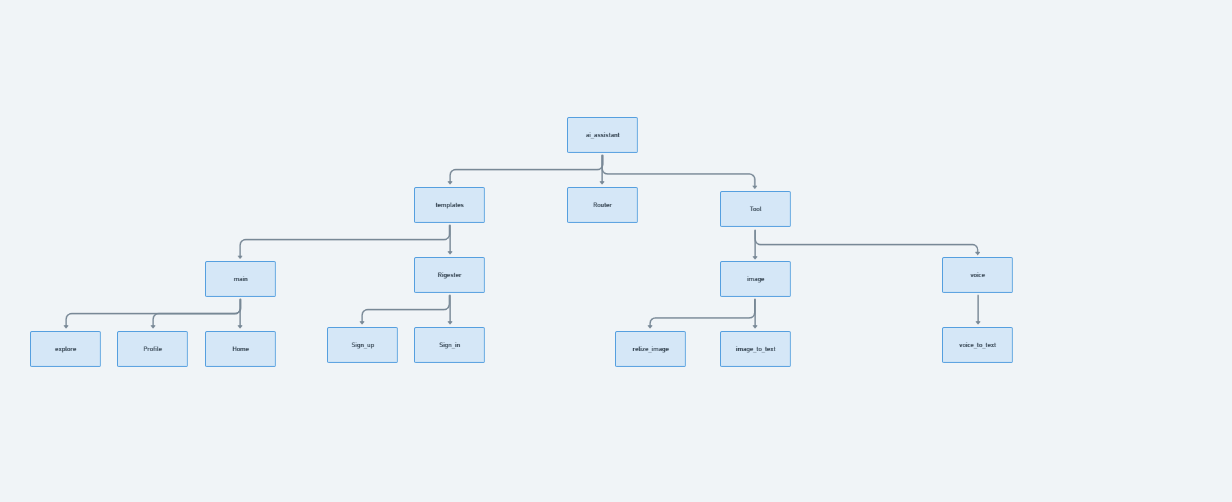 ai_assistant
templates
Router
Tool
main
Rigester
image
voice
explore
Profile
Home
Sign_up
Sign_in
relize_image
image_to_text
voice_to_text